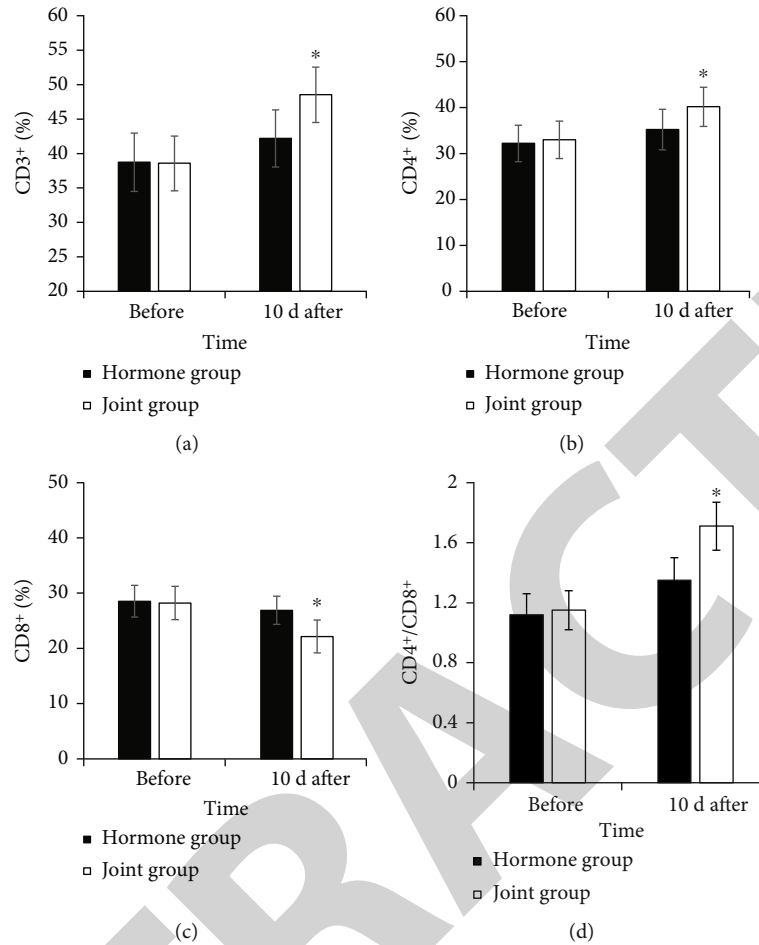 60
55
50
45
40
35
30
25
20
CD3+ (%)
*
Before
10 d after
Time
Hormone group
Joint group
(a)
60
50
40
30
20
10
0
CD4+ (%)
*
Before
10 d after
Time
Hormone group
Joint group
(b)
50
40
30
20
10
0
CD8+ (%)
*
Before
10 d after
Time
Hormone group
Joint group
(c)
2
1.6
1.2
0.8
0.4
0
CD4+/CD8+
*
Before
10 d after
Time
Hormone group
Joint group
(d)
RACT